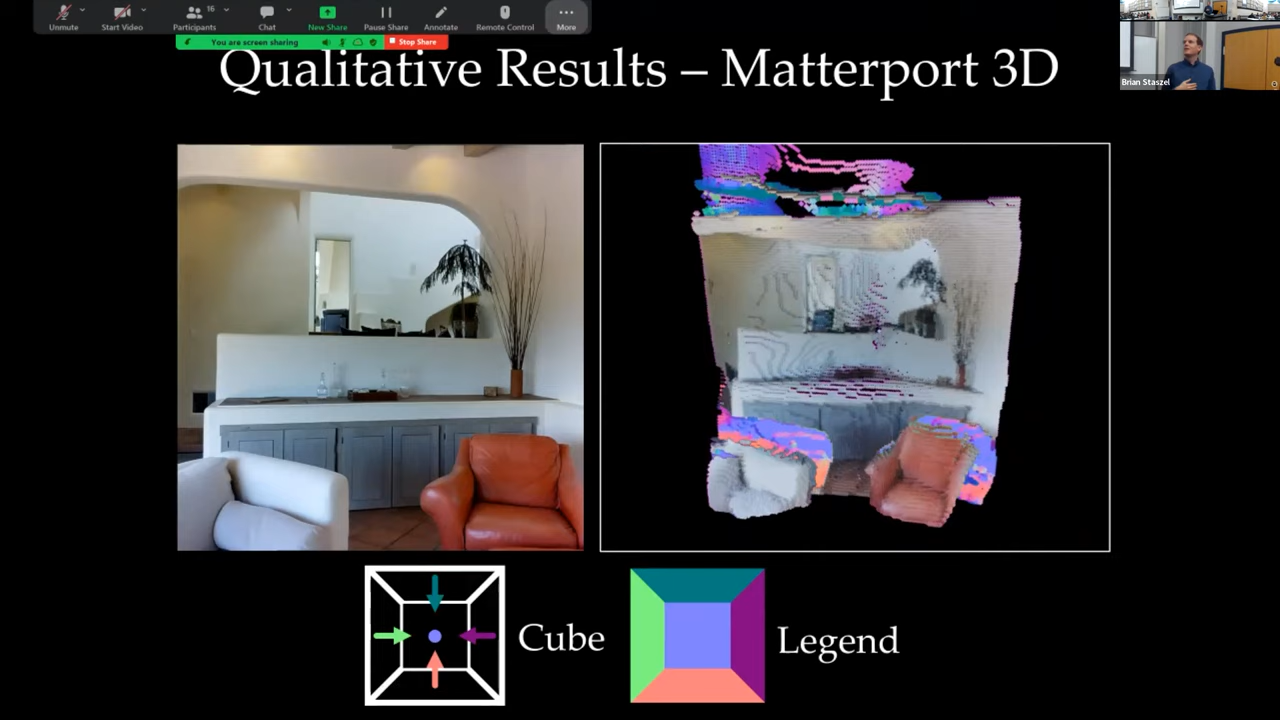 Unmute
Start Video
16
Participants
Chat
New Share
Pause Share
Annotate
Remote Control
More
You are screen sharing
Stop Share
Qualitative Results – Matterport 3D
Brian Staszel
Cube
Legend